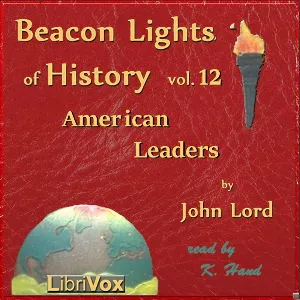 Beacon Lights
of History vol. 12
American
Leaders
by
John Lord
read by
K. Hand
LibriVox